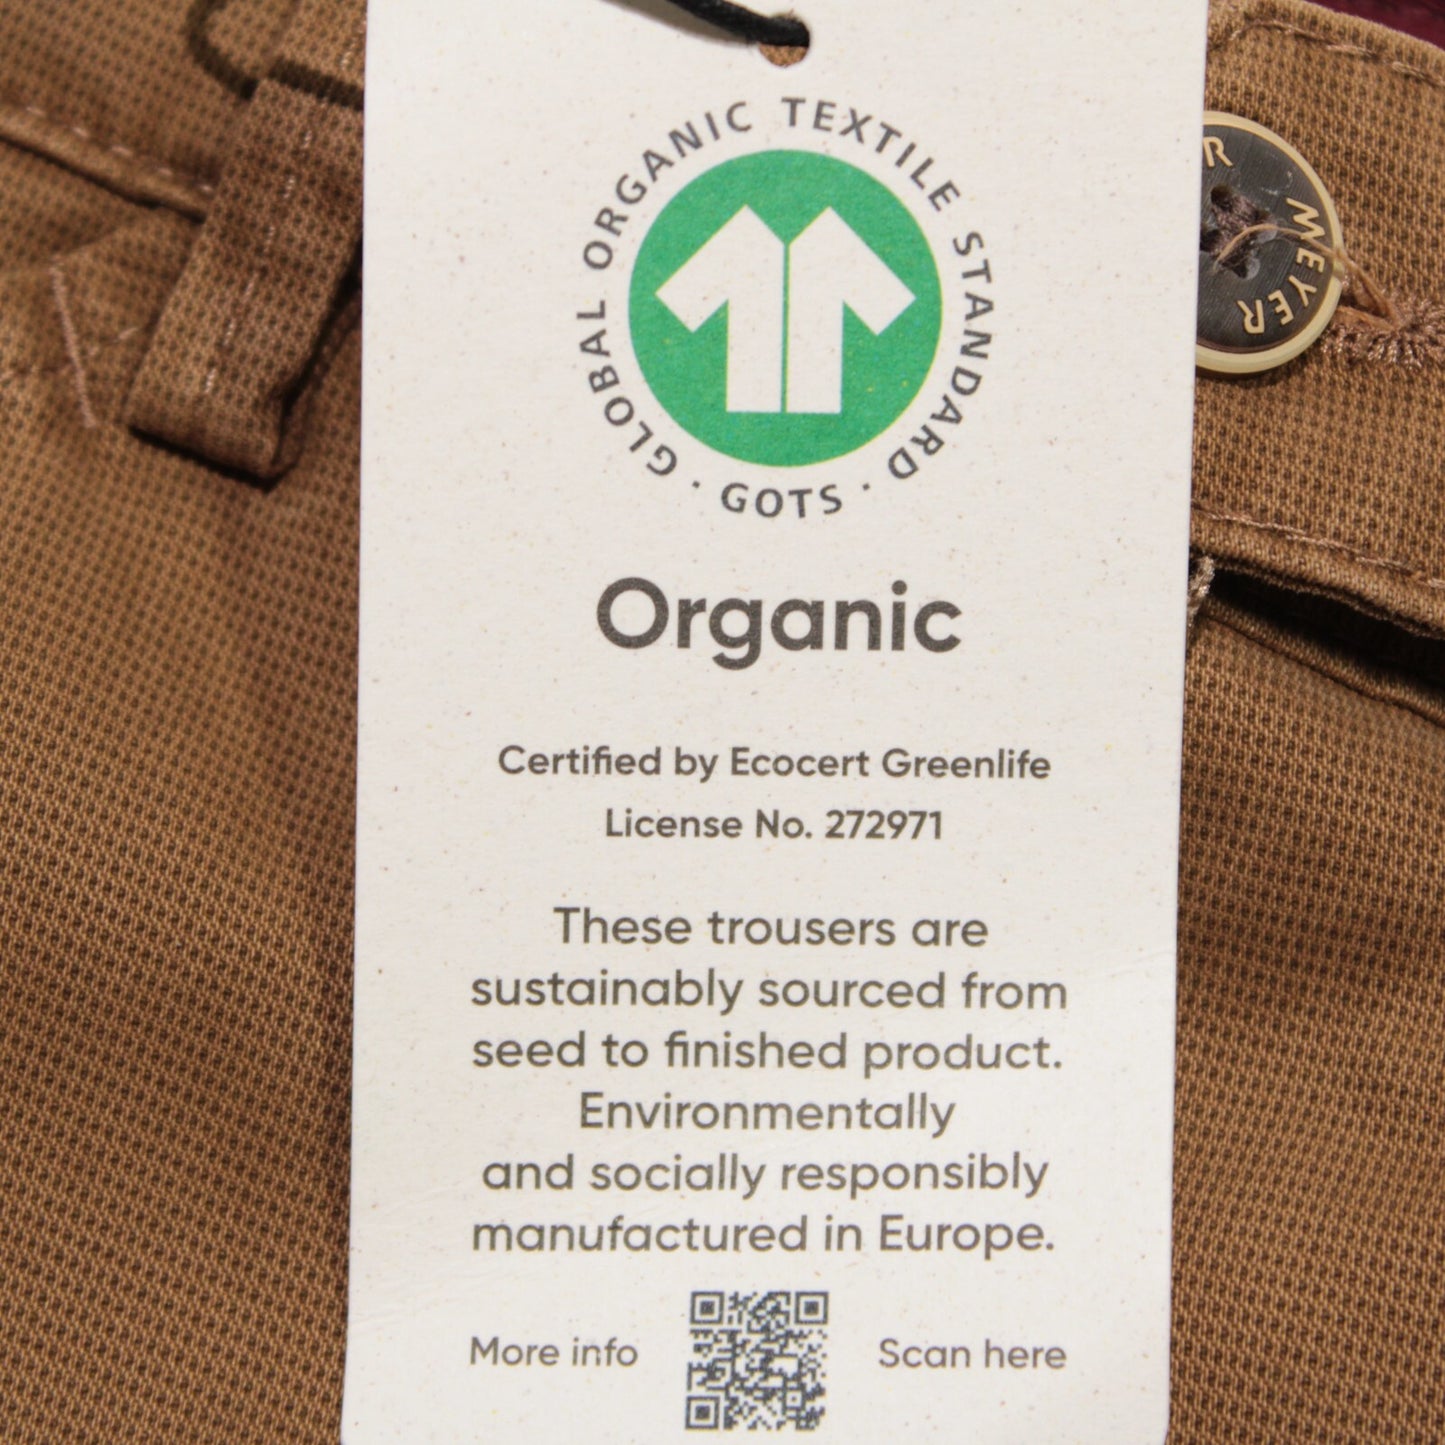 GLOBAL ORGANIC TEXTILE STANDARD · GOTS ·
Organic
Certified by Ecocert Greenlife
License No. 272971
These trousers are
sustainably sourced from
seed to finished product.
Environmentally
and socially responsibly
manufactured in Europe.
More info
Scan here
MEYER